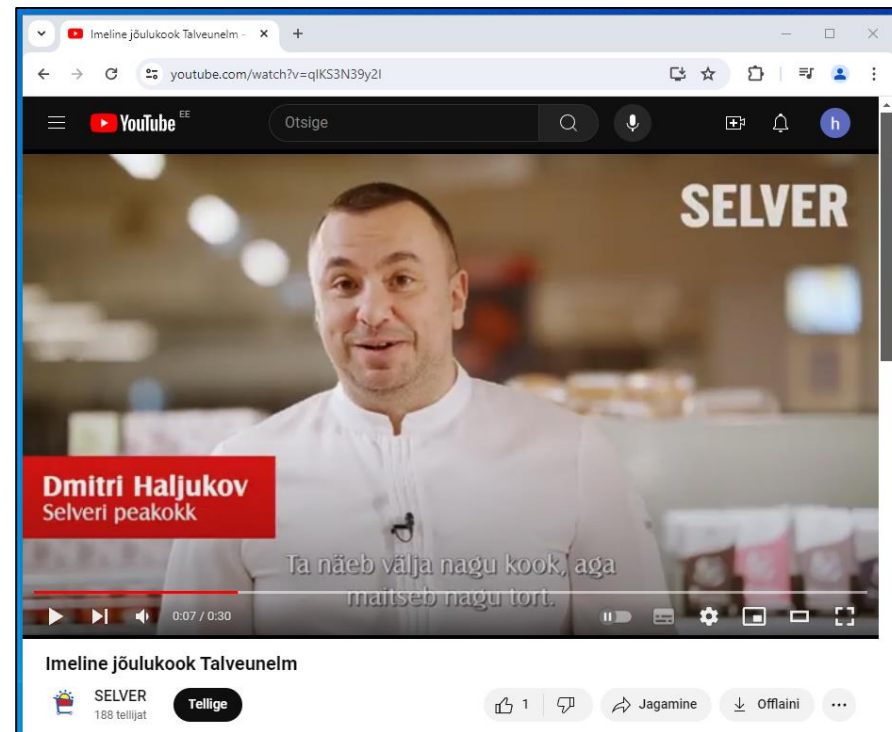 Imeline jõulukook Talveunelm -
youtube.com/watch?v=qIKS3N39y2I
YouTube EE
Otsige
h
SELVER
Dmitri Haljukov
Selveri peakokk
Ta näeb välja nagu kook, aga
maitseb nagu tort.
0:07 / 0:30
Imeline jõulukook Talveunelm
SELVER
188 tellijat
Tellige
1
Jagamine
Offlaini